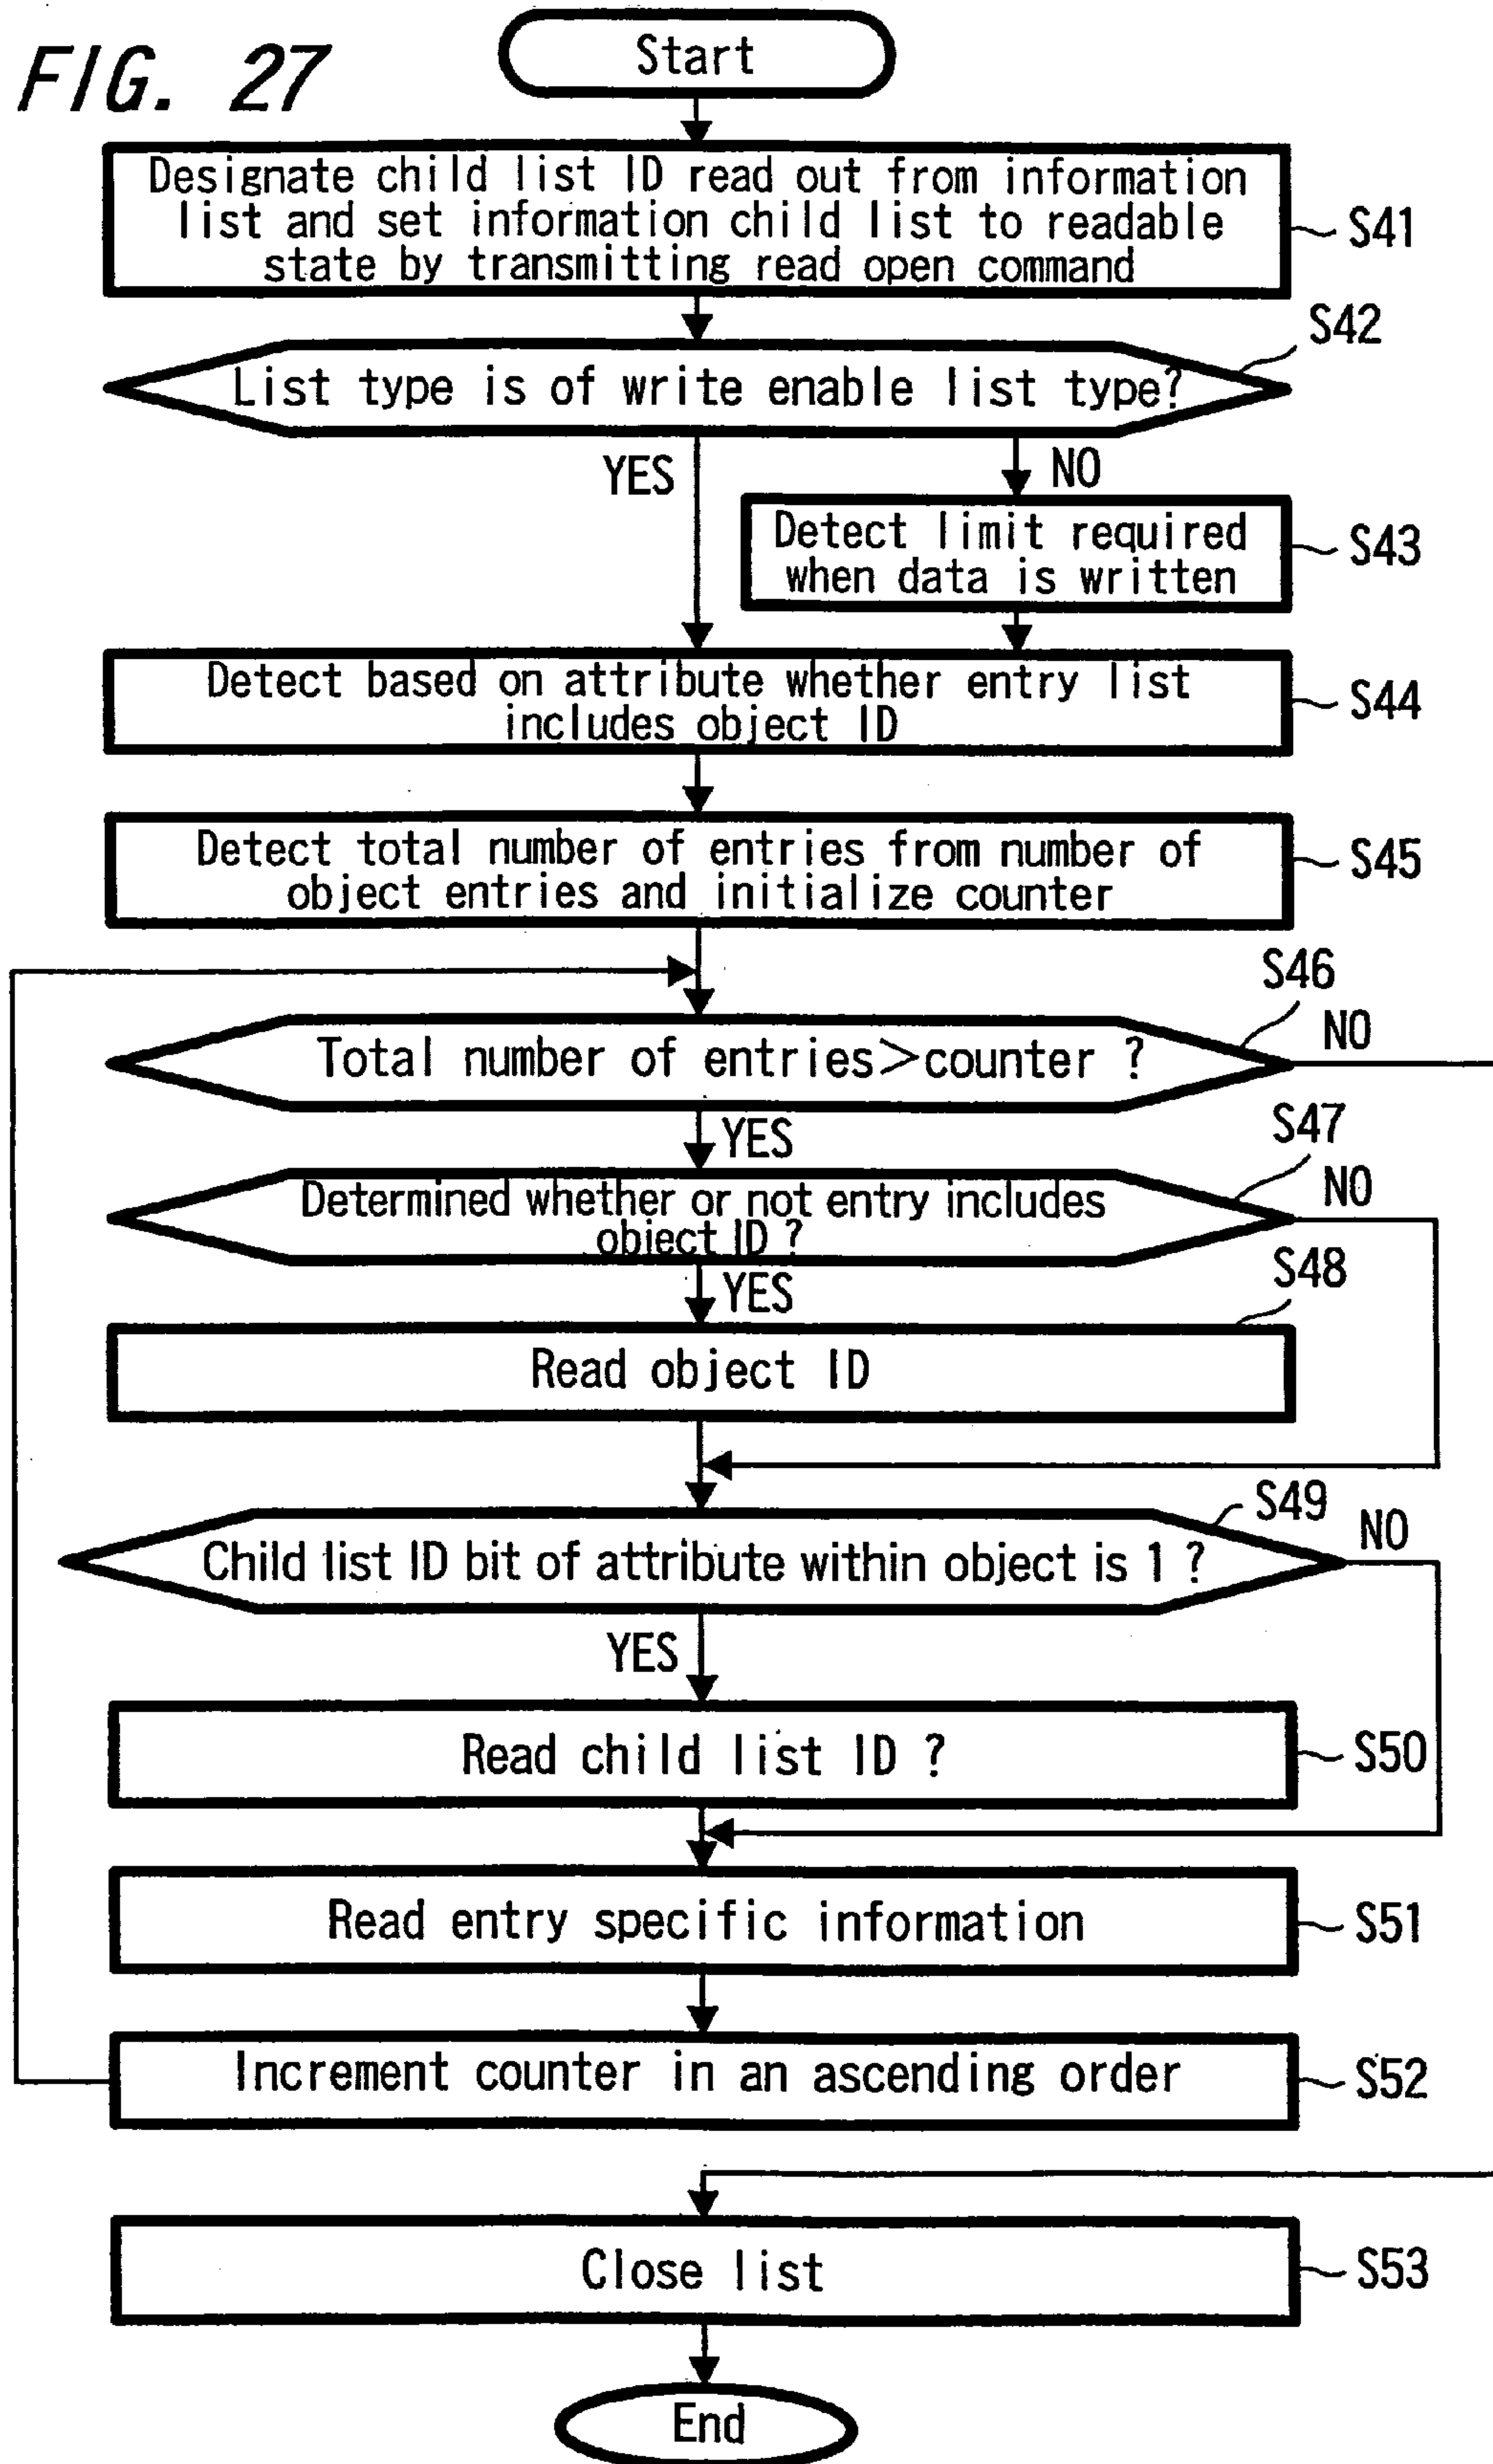 FIG. 27
Start
Designate child list ID read out from information
list and set information child list to readable
state by transmitting read open command
S41
S42
List type is of write enable list type?
YES
NO
Detect limit required
when data is written
S43
Detect based on attribute whether entry list
includes object ID
S44
Detect total number of entries from number of
object entries and initialize counter
S45
S46
Total number of entries>counter ?
NO
YES
S47
Determined whether or not entry includes
object ID ?
NO
YES
S48
Read object ID
S49
Child list ID bit of attribute within object is 1 ?
NO
YES
Read child list ID ?
S50
Read entry specific information
S51
Increment counter in an ascending order
S52
Close list
S53
End